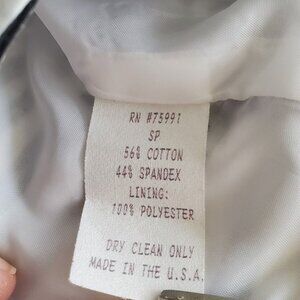 RN #75991
SP
56% COTTON
44% SPANDEX
LINING:
100% POLYESTER
DRY CLEAN ONLY
MADE IN THE U.S.A.